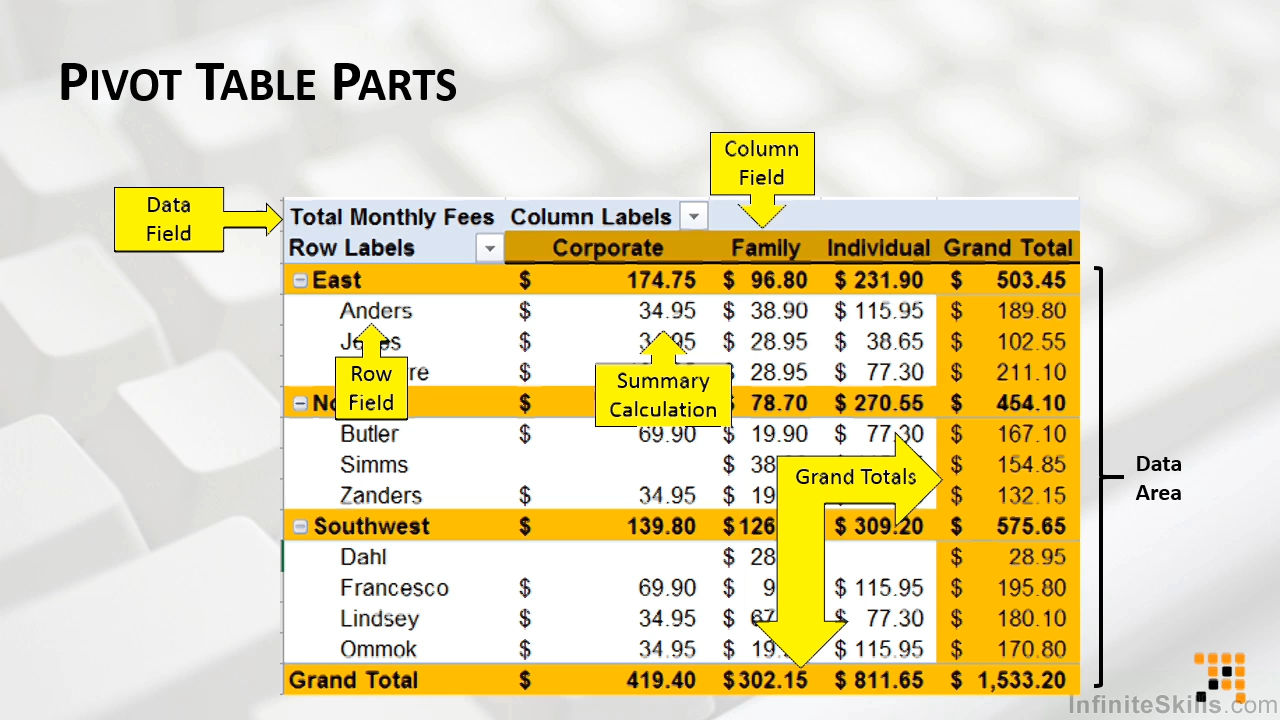 PIVOT TABLE PARTS
Column
Field
Data
Field
Total Monthly Fees Column Labels
Row Labels Corporate Family Individual Grand Total
East $ 174.75 $ 96.80 $ 231.90 $ 503.45
Anders $ 34.95 $ 38.90 $ 115.95 $ 189.80
$ $ 28.95 $ 38.65 $ 102.55
$ $ 28.95 $ 77.30 $ 211.10
Row
Field
Summary
Calculation
$ $ 78.70 $ 270.55 $ 454.10
Butler $ 69.90 $ 19.90 $ 77.30 $ 167.10
Simms $ $ 154.85
Grand Totals
Zanders $ 34.95 $ $ 132.15
Southwest $ 139.80 $ $ 309.20 $ 575.65
Dahl $ $ 28.95
Francesco $ 69.90 $ $ 115.95 $ 195.80
Lindsey $ 34.95 $ $ 77.30 $ 180.10
Ommok $ 34.95 $ $ 115.95 $ 170.80
Grand Total $ 419.40 $ 302.15 $ 811.65 $ 1,533.20
Data
Area
InfiniteSkills.com